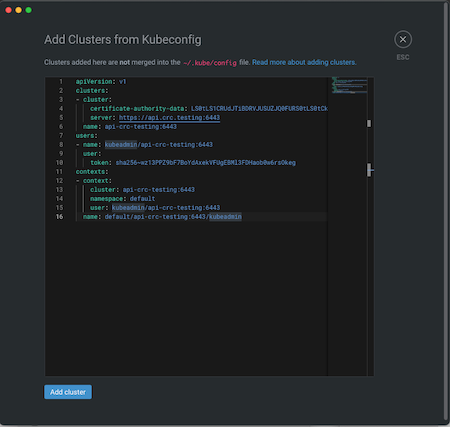 Add Clusters from Kubeconfig
ESC
Clusters added here are not merged into the ~/.kube/config file. Read more about adding clusters.
1 apiVersion: v1
2 clusters:
3 - cluster:
4 certificate-authority-data:
5 server: https://api.crc.testing:6443
6 name: api-crc-testing:6443
7 users:
8 - name: kubeadmin/api-crc-testing:6443
9 user:
10 token:
11 contexts:
12 - context:
13 cluster: api-crc-testing:6443
14 namespace: default
15 user: kubeadmin/api-crc-testing:6443
16 name: default/api-crc-testing:6443/kubeadmin
Add cluster